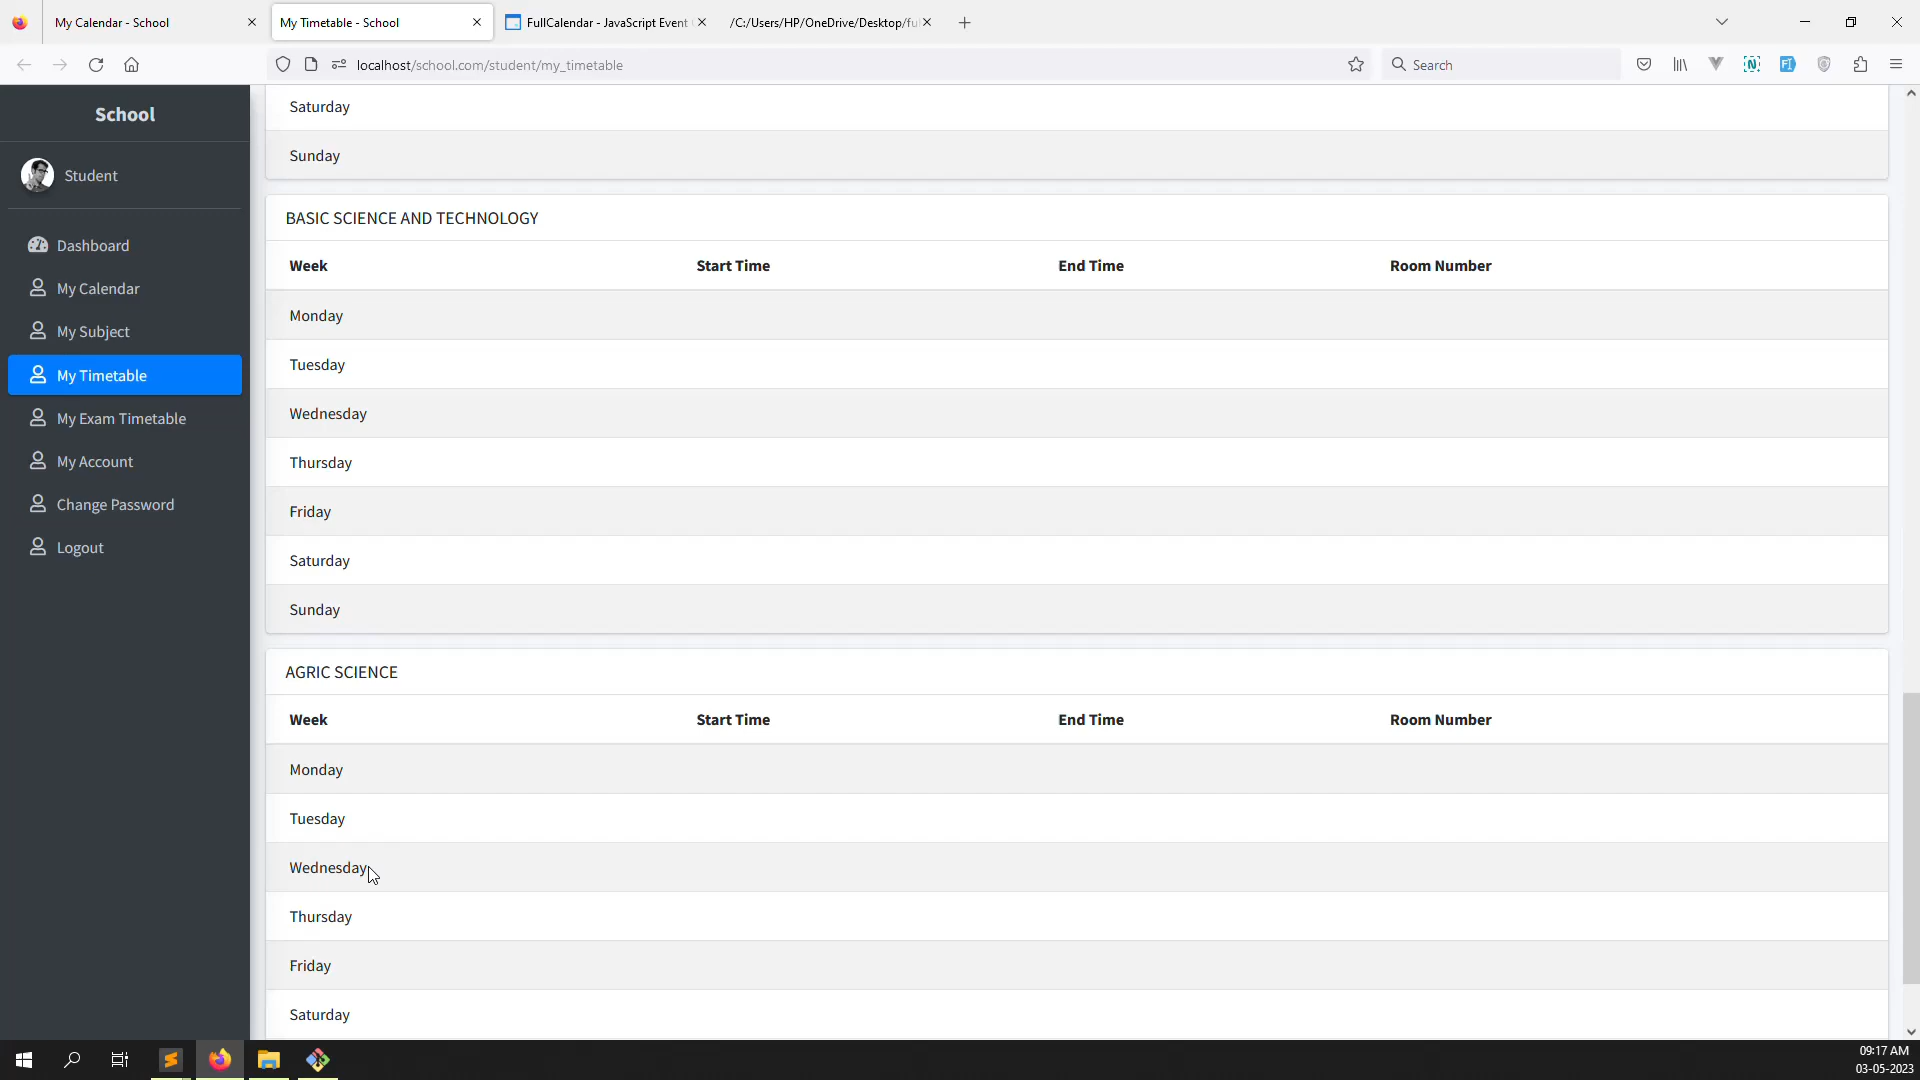 My Calendar - School
My Timetable - School
FullCalendar - JavaScript Event
/C:/Users/HP/OneDrive/Desktop/fu
localhost/school.com/student/my_timetable
Search
School
Student
Dashboard
My Calendar
My Subject
My Timetable
My Exam Timetable
My Account
Change Password
Logout
Saturday
Sunday
BASIC SCIENCE AND TECHNOLOGY
Week Start Time End Time Room Number
Monday
Tuesday
Wednesday
Thursday
Friday
Saturday
Sunday
AGRIC SCIENCE
Week Start Time End Time Room Number
Monday
Tuesday
Wednesday
Thursday
Friday
Saturday
09:17 AM
03-05-2023